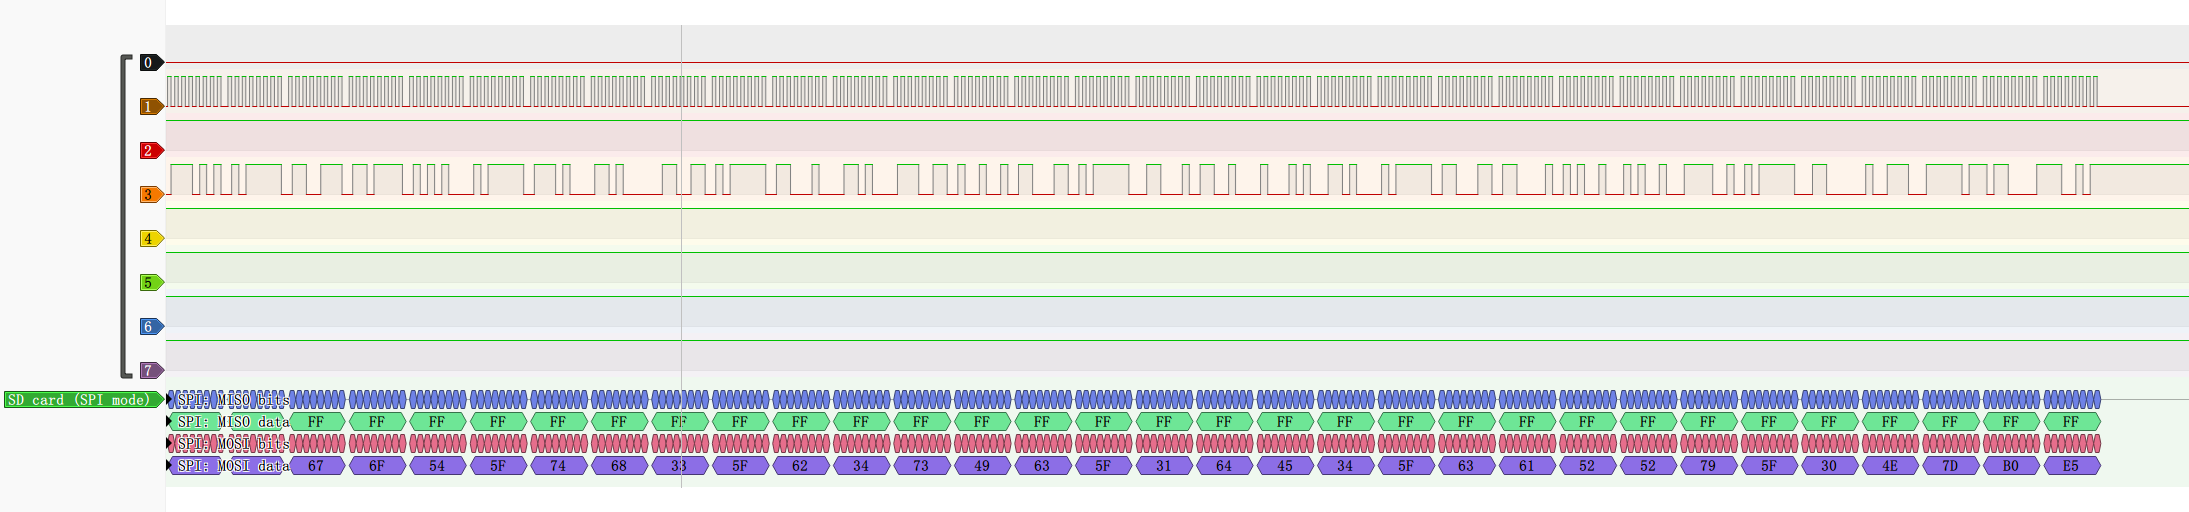 0
1
2
3
4
5
6
7
SD card (SPI mode)
SPI: MISO bits
SPI: MISO data FF FF FF FF FF FF FF FF FF FF FF FF FF FF FF FF FF FF FF FF FF FF FF FF FF FF FF FF FF FF
SPI: MOSI bits
SPI: MOSI data 67 6F 54 5F 74 68 33 5F 62 34 73 49 63 5F 31 64 45 34 5F 63 61 52 52 79 5F 30 4E 7D B0 E5